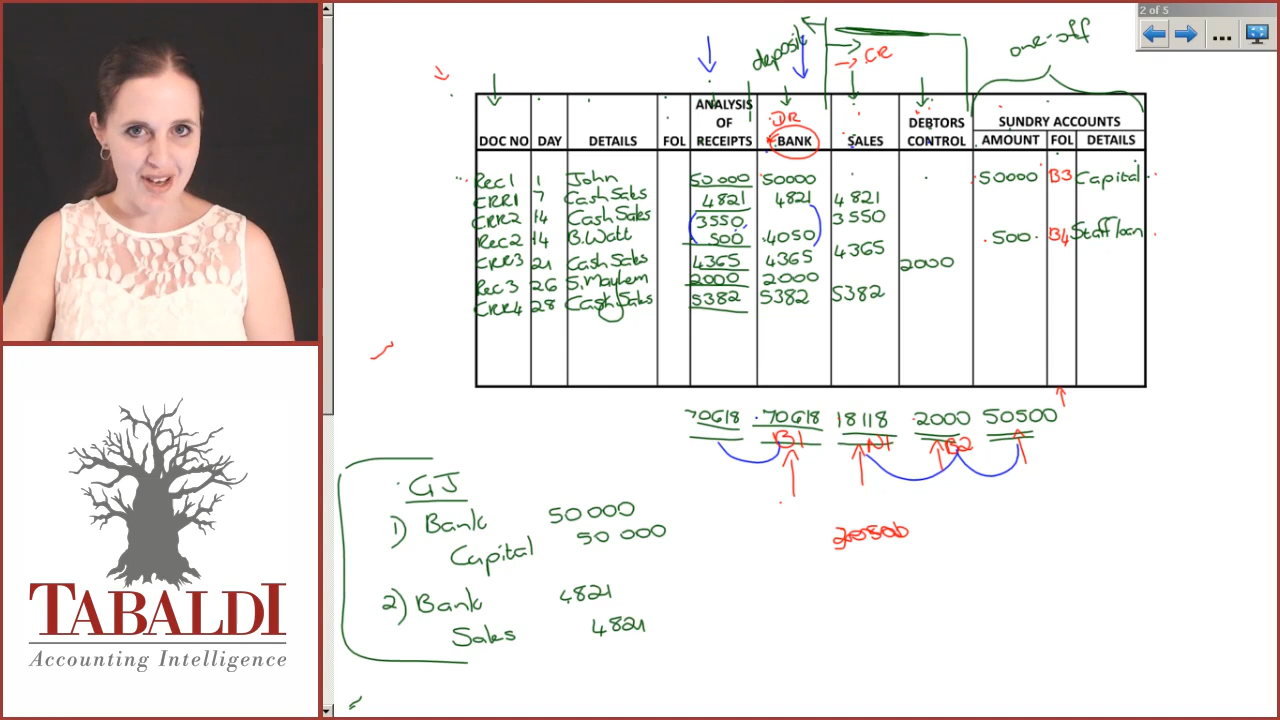 2 of 5
deposit
→ CR
one-off
DOC NO DAY DETAILS FOL ANALYSIS OF RECEIPTS DR BANK SALES DEBTORS CONTROL SUNDRY ACCOUNTS AMOUNT FOL DETAILS
Rec1 1 John 50 000 50000 50000 B3 Capital
CRR1 7 Cash Sales 4821 4821 4821
CRR2 14 Cash Sales 3550 3550
Rec2 14 B.Watt 500 4050 500 B4 Staff loan
CRR3 21 Cash Sales 4365 4365 4365
Rec3 26 S.Mayhem 2000 2000 2000
CRR4 28 Cash Sales 5382 5382 5382
70618 70618 18118 2000 50500
B1 N1 B2
GJ
1) Bank 50 000
Capital 50 000
2) Bank 4821
Sales 4821
TABALDI
Accounting Intelligence